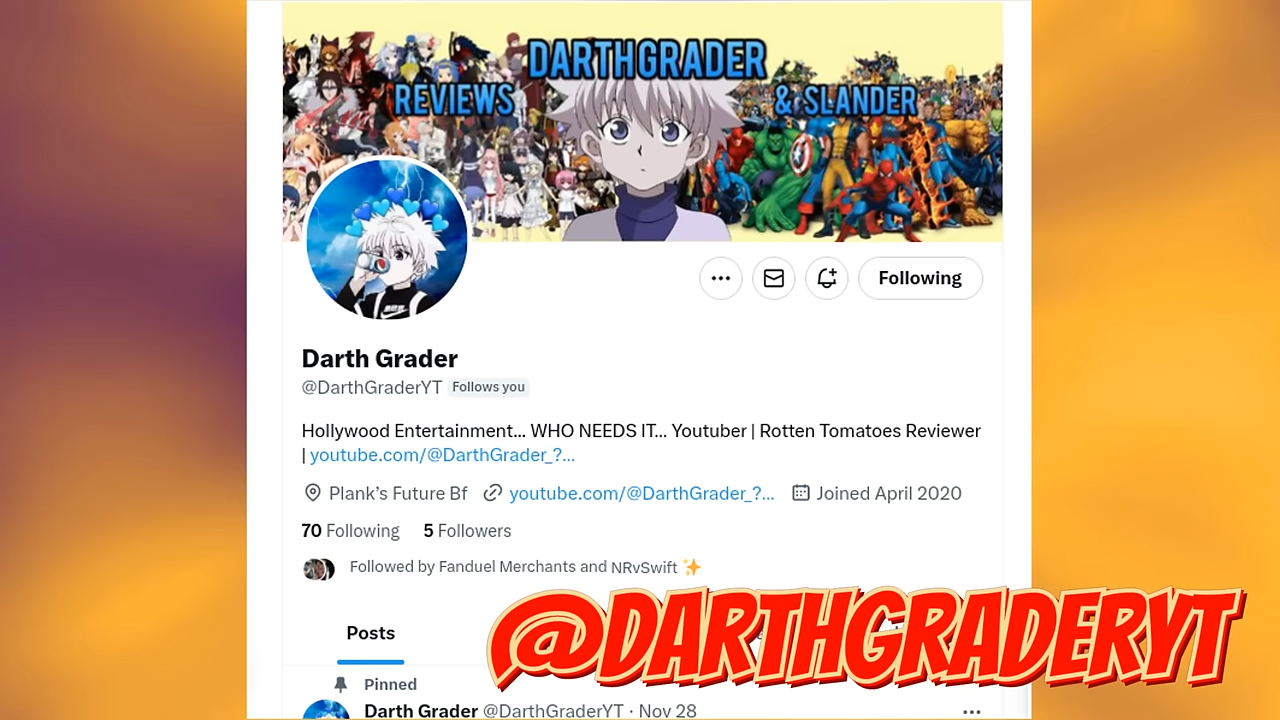 DARTHGRADER
REVIEWS & SLANDER
Following
Darth Grader
@DarthGraderYT Follows you
Hollywood Entertainment... WHO NEEDS IT... Youtuber | Rotten Tomatoes Reviewer
| youtube.com/@DarthGrader_?...
Plank’s Future Bf youtube.com/@DarthGrader_?... Joined April 2020
70 Following 5 Followers
Followed by Fanduel Merchants and NRvSwift ✨
Posts
@DARTHGRADERYT
Pinned
Darth Grader @DarthGraderYT · Nov 28